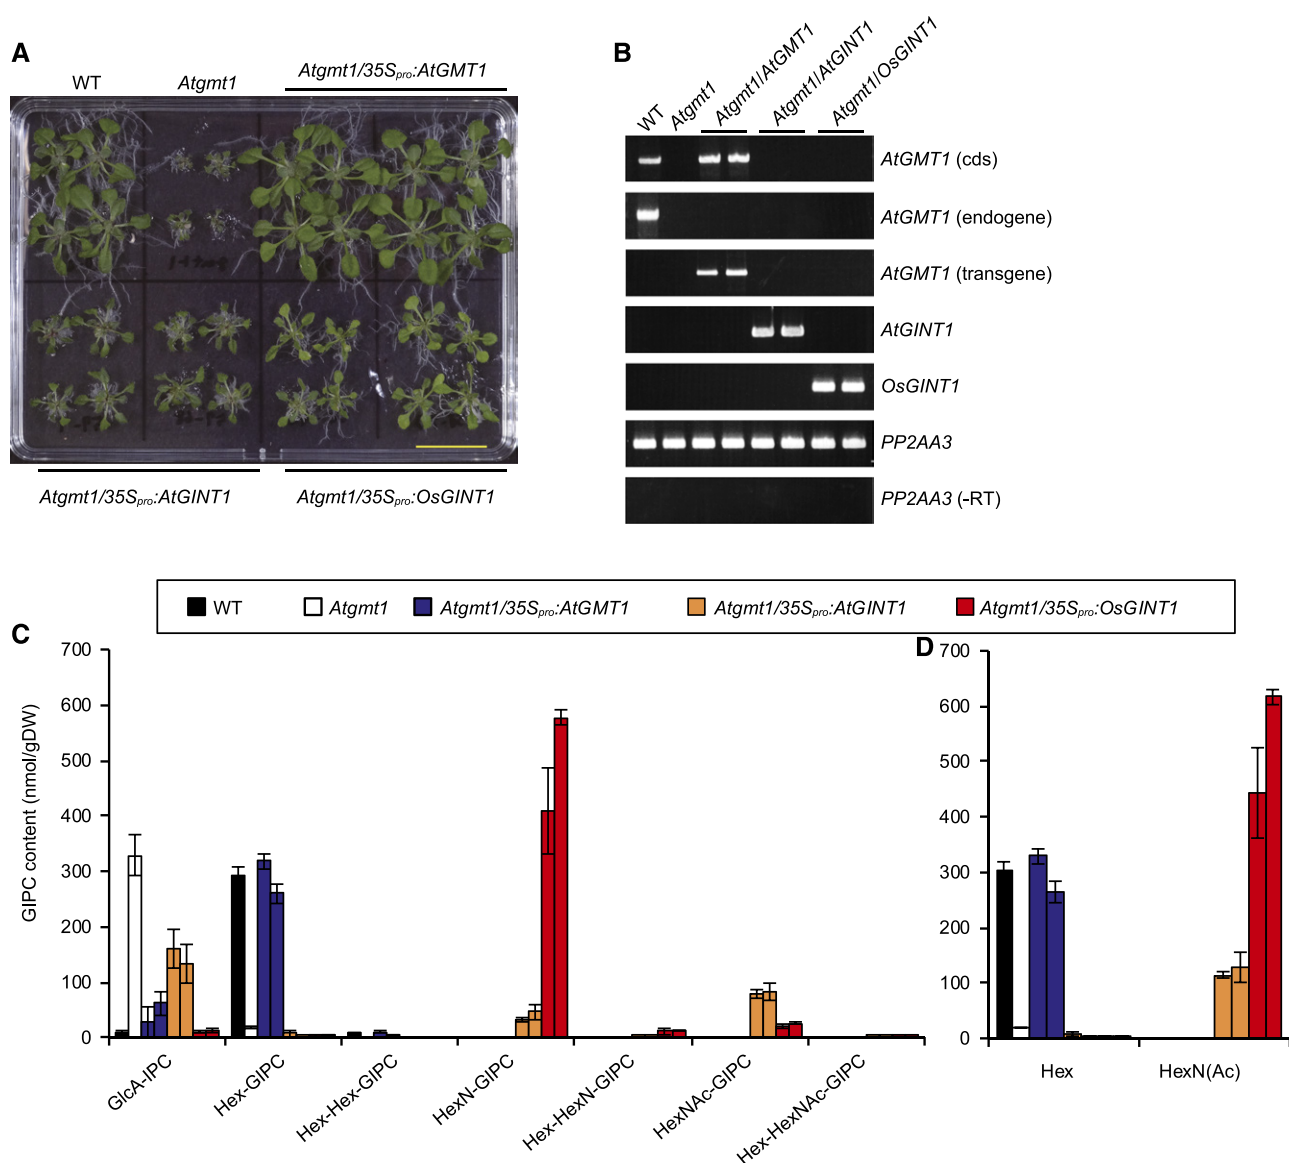 A
WT
Atgmt1
Atgmt1/35Spro:AtGMT1
Atgmt1/35Spro:AtGINT1
Atgmt1/35Spro:OsGINT1
B
WT
Atgmt1
Atgmt1/AtGMT1
Atgmt1/AtGINT1
Atgmt1/OsGINT1
AtGMT1 (cds)
AtGMT1 (endogene)
AtGMT1 (transgene)
AtGINT1
OsGINT1
PP2AA3
PP2AA3 (-RT)
WT
Atgmt1
Atgmt1/35Spro:AtGMT1
Atgmt1/35Spro:AtGINT1
Atgmt1/35Spro:OsGINT1
C
GIPC content (nmol/gDW)
700
600
500
400
300
200
100
0
GlcA-IPC
Hex-GIPC
Hex-Hex-GIPC
HexN-GIPC
Hex-HexN-GIPC
HexNAc-GIPC
Hex-HexNAc-GIPC
D
700
600
500
400
300
200
100
0
Hex
HexN(Ac)